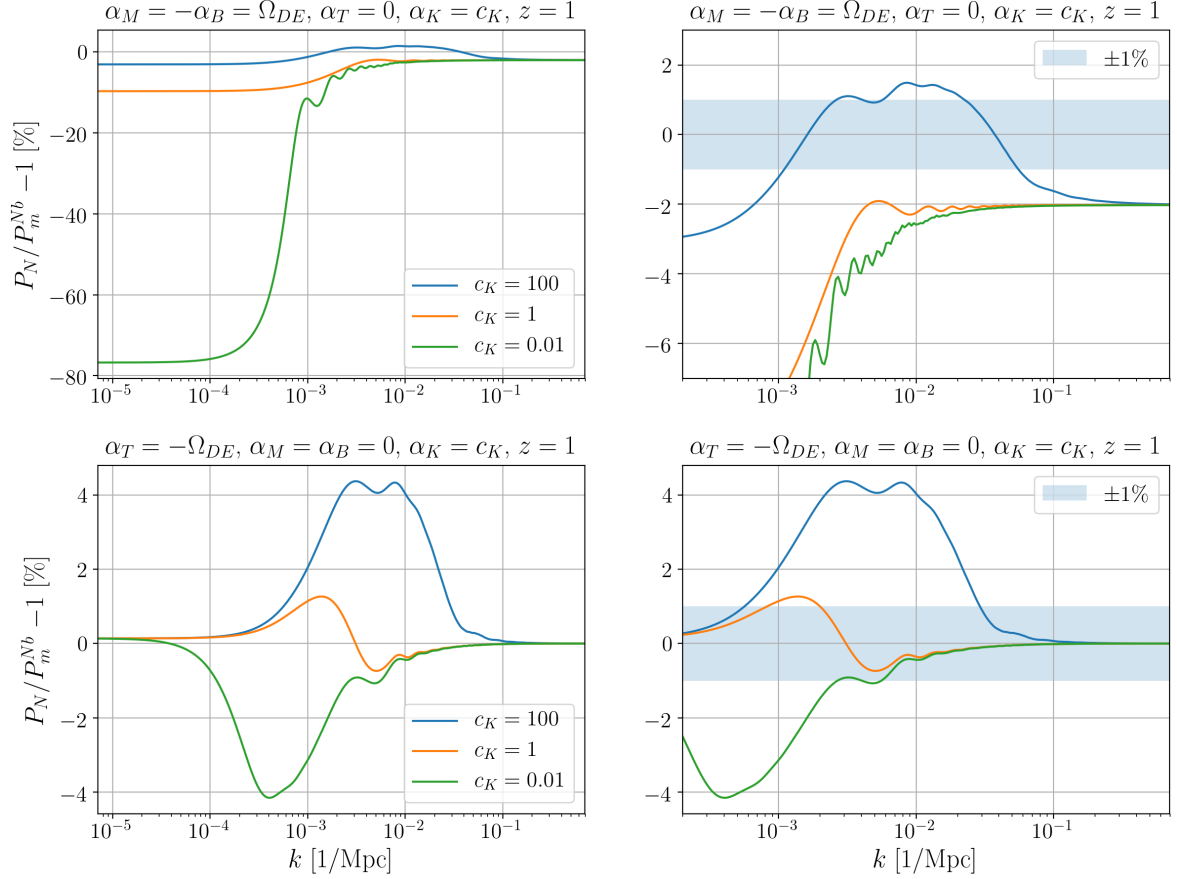 α_M = −α_B = Ω_DE, α_T = 0, α_K = c_K, z = 1
P_N/P_m^Nb − 1 [%]
0
−20
−40
−60
−80
10^−5
10^−4
10^−3
10^−2
10^−1
c_K = 100
c_K = 1
c_K = 0.01
α_M = −α_B = Ω_DE, α_T = 0, α_K = c_K, z = 1
2
0
−2
−4
−6
10^−3
10^−2
10^−1
±1%
α_T = −Ω_DE, α_M = α_B = 0, α_K = c_K, z = 1
P_N/P_m^Nb − 1 [%]
4
2
0
−2
−4
10^−5
10^−4
10^−3
10^−2
10^−1
k [1/Mpc]
c_K = 100
c_K = 1
c_K = 0.01
α_T = −Ω_DE, α_M = α_B = 0, α_K = c_K, z = 1
4
2
0
−2
−4
10^−3
10^−2
10^−1
k [1/Mpc]
±1%